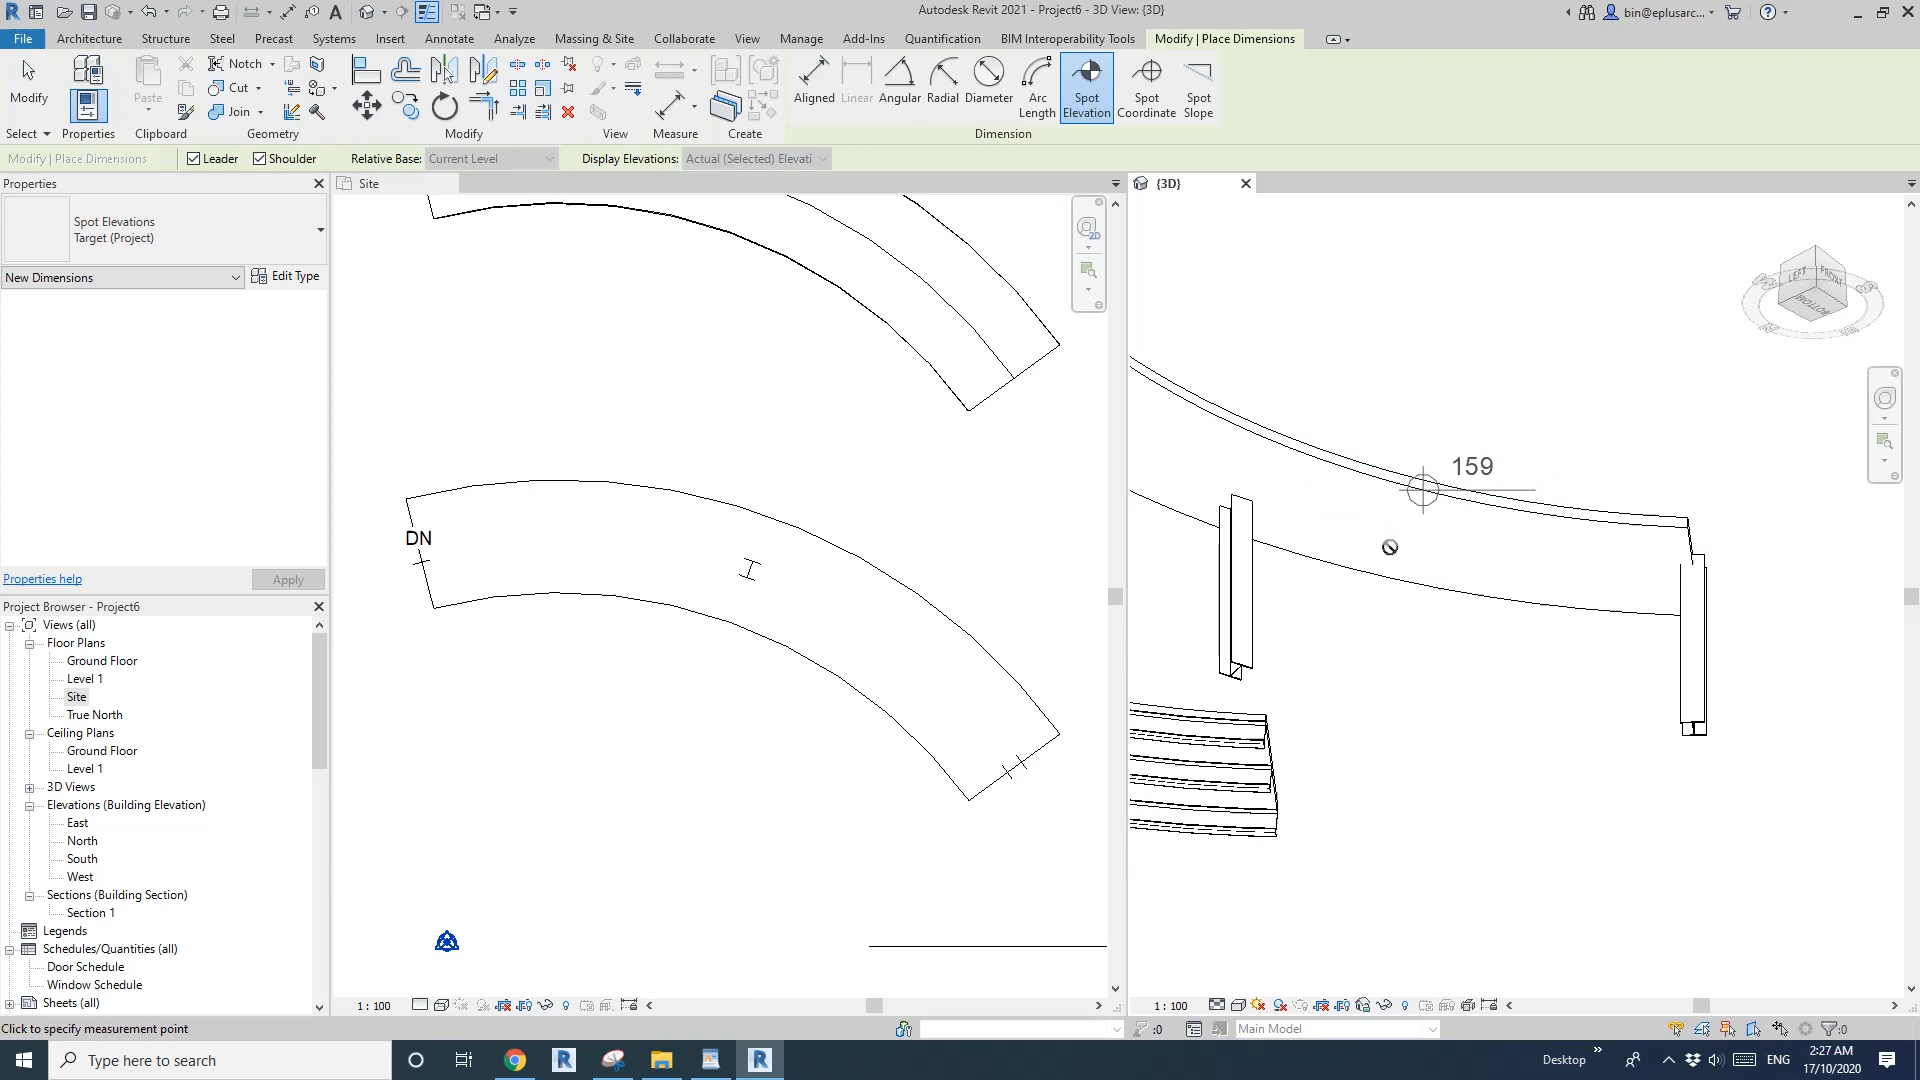 Autodesk Revit 2021 - Project6 - 3D View: {3D}
bin@eplusarc...
File Architecture Structure Steel Precast Systems Insert Annotate Analyze Massing & Site Collaborate View Manage Add-Ins Quantification BIM Interoperability Tools Modify | Place Dimensions
Modify
Paste
Notch
Cut
Join
Aligned Linear Angular Radial Diameter Arc Length Spot Elevation Spot Coordinate Spot Slope
Select Properties Clipboard Geometry Modify View Measure Create Dimension
Modify | Place Dimensions Leader Shoulder Relative Base: Current Level Display Elevations: Actual (Selected) Elevati
Properties
Site
{3D}
Spot Elevations
Target (Project)
New Dimensions
Edit Type
2D
LEFT
FRONT
BOTTOM
159
DN
Properties help
Apply
Project Browser - Project6
Views (all)
Floor Plans
Ground Floor
Level 1
Site
True North
Ceiling Plans
Ground Floor
Level 1
3D Views
Elevations (Building Elevation)
East
North
South
West
Sections (Building Section)
Section 1
Legends
Schedules/Quantities (all)
Door Schedule
Window Schedule
Sheets (all)
1 : 100
1 : 100
Click to specify measurement point
:0
Main Model
:0
Type here to search
Desktop
ENG
2:27 AM
17/10/2020